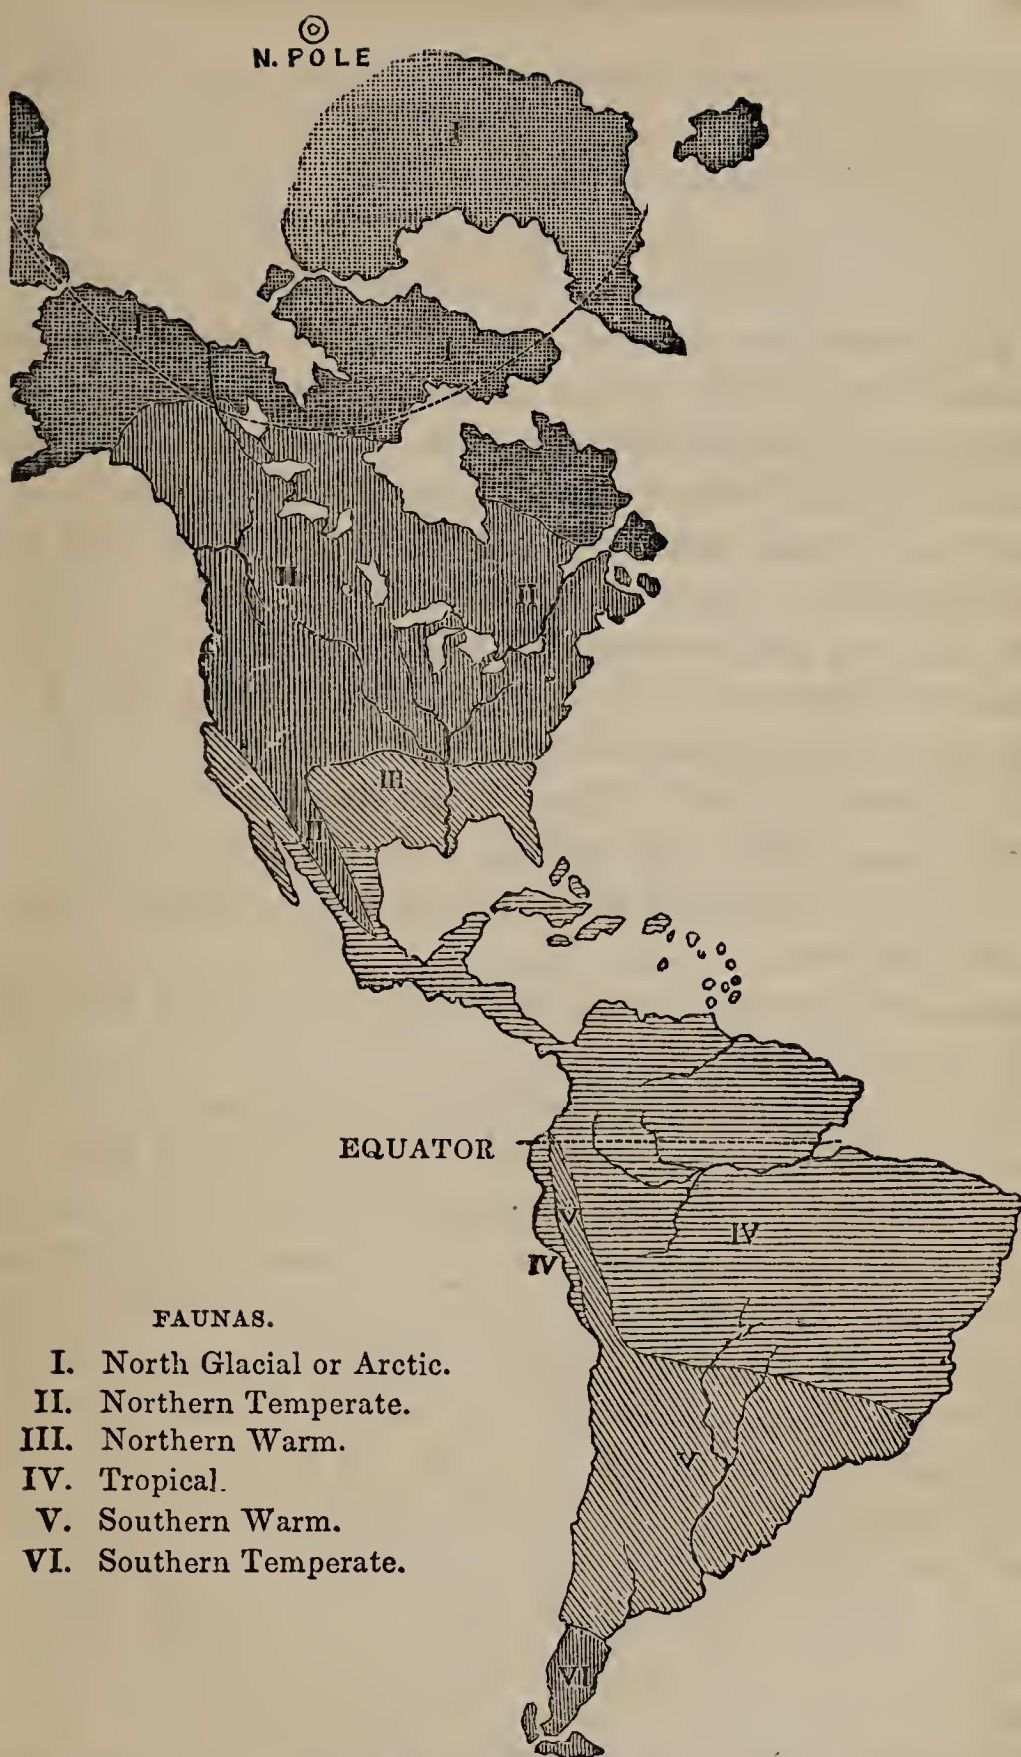 N. POLE
I
I
I
II
II
III
II
EQUATOR
V
IV
IV
V
VI
FAUNAS.
I. North Glacial or Arctic.
II. Northern Temperate.
III. Northern Warm.
IV. Tropical.
V. Southern Warm.
VI. Southern Temperate.